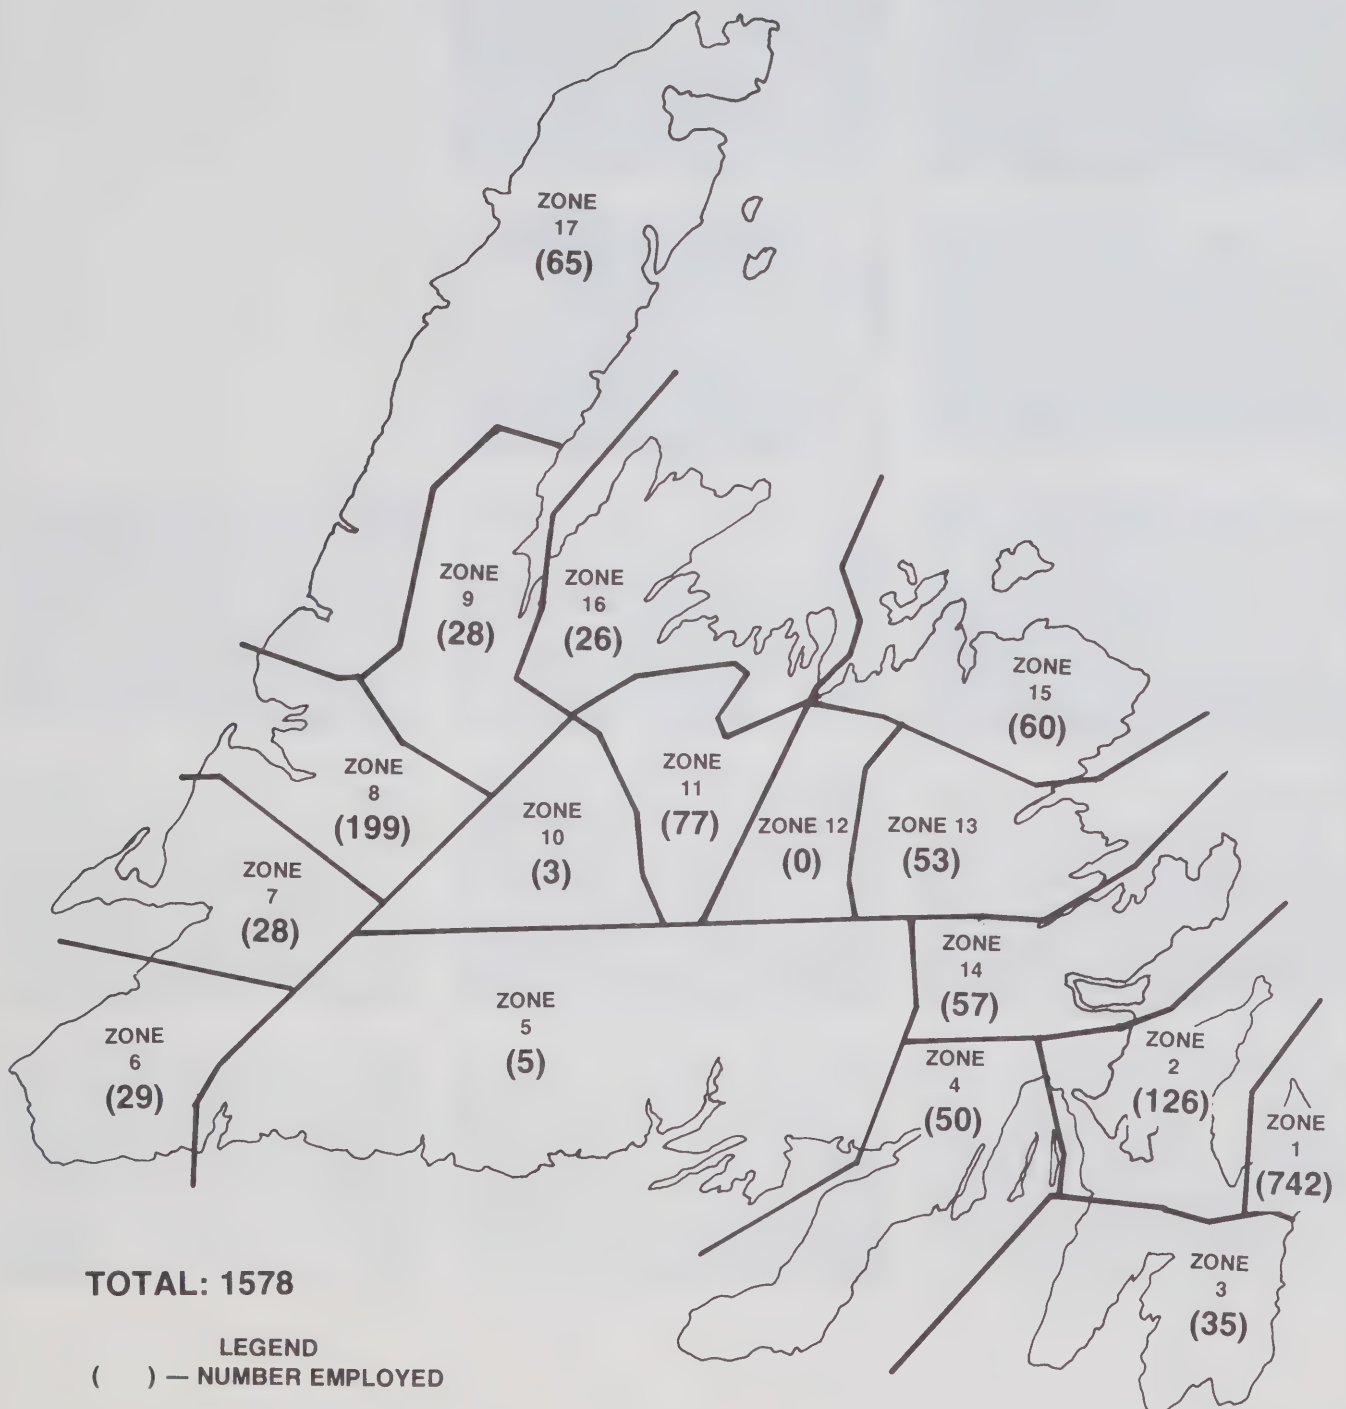 ZONE
17
(65)
ZONE
9
(28)
ZONE
16
(26)
ZONE
15
(60)
ZONE
8
(199)
ZONE
10
(3)
ZONE
11
(77)
ZONE 12
(0)
ZONE 13
(53)
ZONE
7
(28)
ZONE
14
(57)
ZONE
5
(5)
ZONE
6
(29)
ZONE
4
(50)
ZONE
2
(126)
ZONE
1
(742)
ZONE
3
(35)
TOTAL: 1578
LEGEND
( ) — NUMBER EMPLOYED